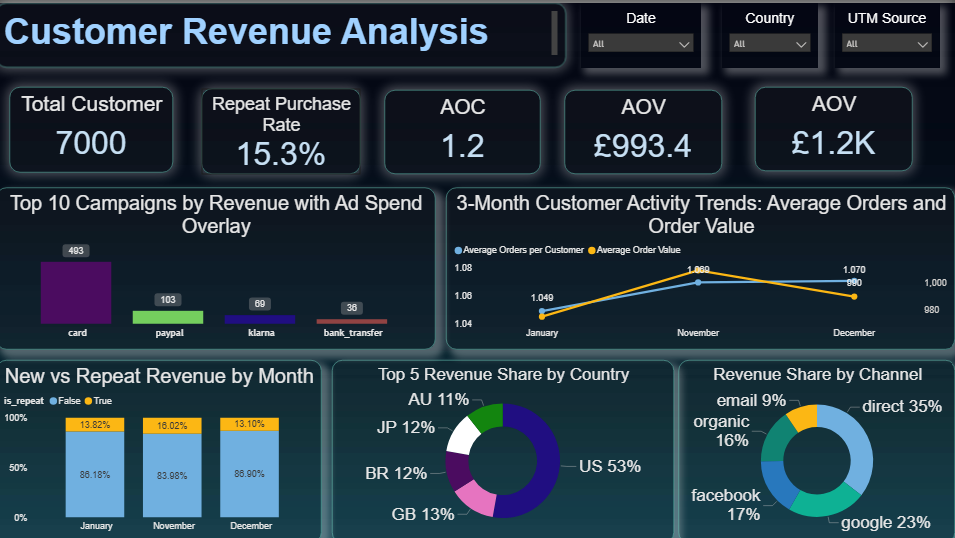 Customer Revenue Analysis
Date
All
Country
All
UTM Source
All
Total Customer
7000
Repeat Purchase
Rate
15.3%
AOC
1.2
AOV
£993.4
AOV
£1.2K
Top 10 Campaigns by Revenue with Ad Spend
Overlay
493
103
69
36
card
paypal
klarna
bank_transfer
3-Month Customer Activity Trends: Average Orders and
Order Value
Average Orders per Customer
Average Order Value
1.08
1.06
1.04
1.049
1.069
1.070
990
1,000
980
January
November
December
New vs Repeat Revenue by Month
is_repeat
False
True
100%
50%
0%
13.82%
16.02%
13.10%
86.18%
83.98%
86.90%
January
November
December
Top 5 Revenue Share by Country
AU 11%
JP 12%
BR 12%
GB 13%
US 53%
Revenue Share by Channel
email 9%
organic
16%
facebook
17%
direct 35%
google 23%